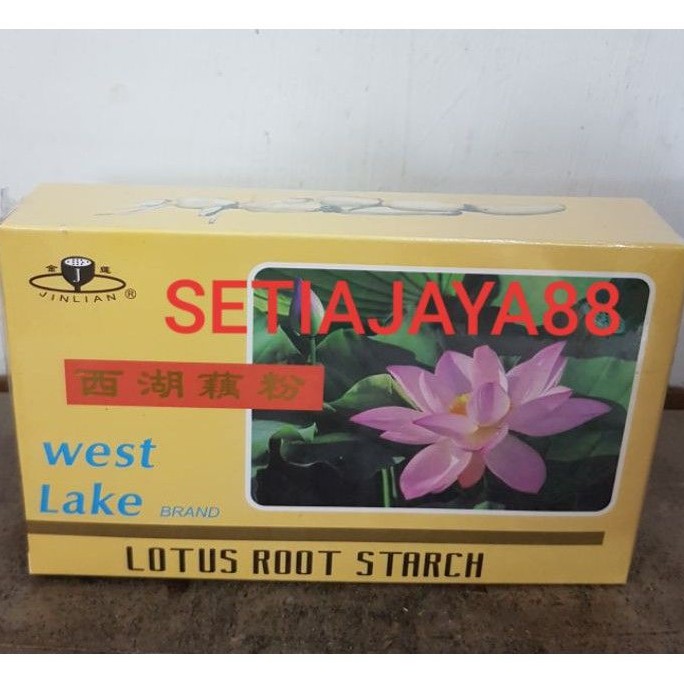 金 J 蓮
JINLIAN ®
SETIAJAYA88
西湖藕粉
west
Lake BRAND
LOTUS ROOT STARCH